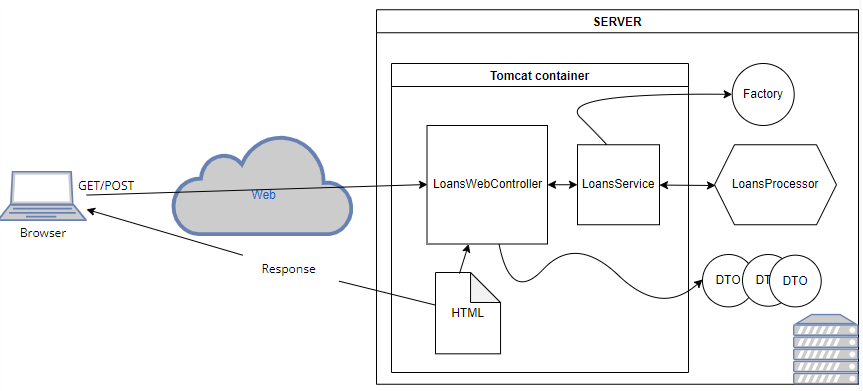 SERVER
Tomcat container
Factory
GET/POST
Web
LoansWebController
LoansService
LoansProcessor
Browser
Response
HTML
DTO
DT
DTO